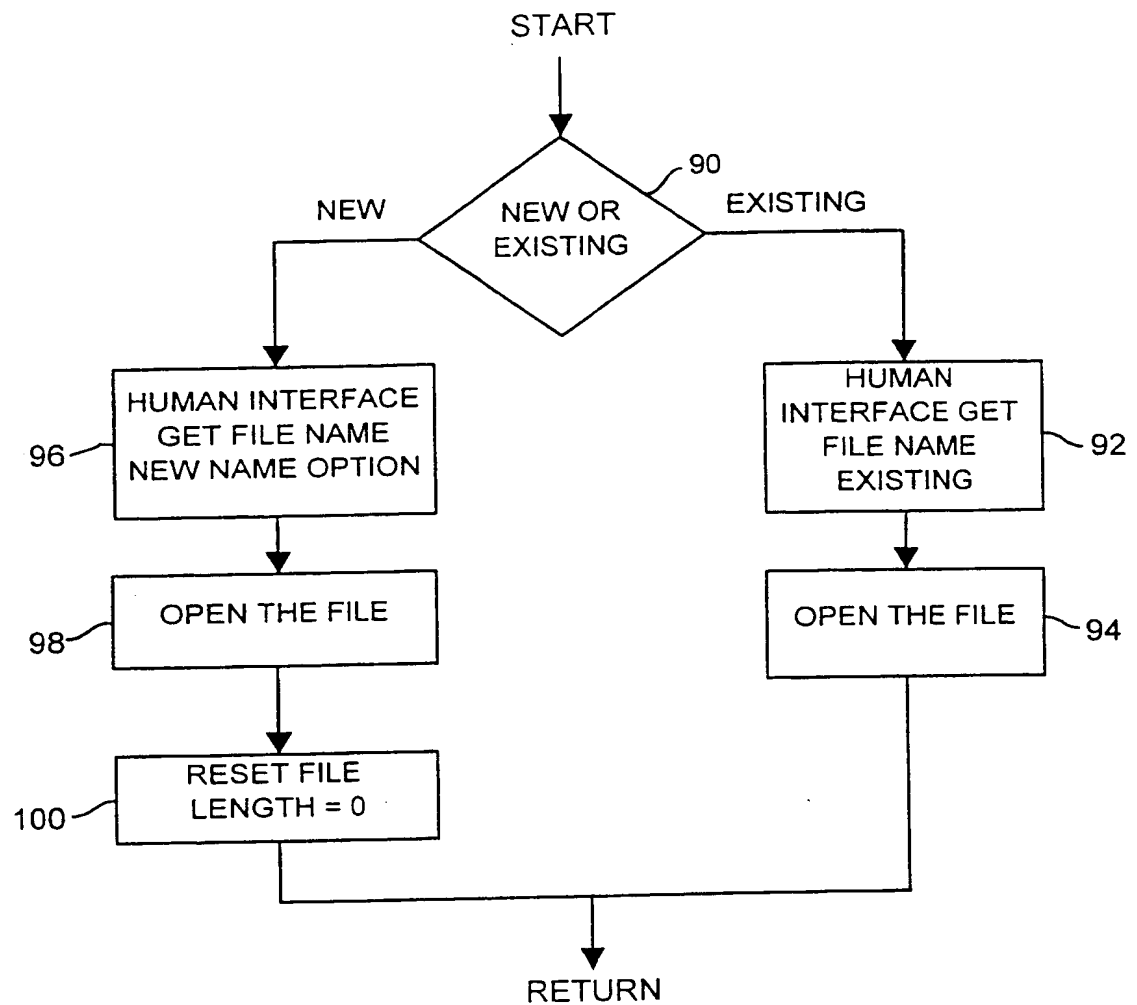 START
90
NEW
NEW OR
EXISTING
EXISTING
HUMAN INTERFACE
GET FILE NAME
NEW NAME OPTION
96
HUMAN
INTERFACE GET
FILE NAME
EXISTING
92
OPEN THE FILE
98
OPEN THE FILE
94
RESET FILE
LENGTH = 0
100
RETURN